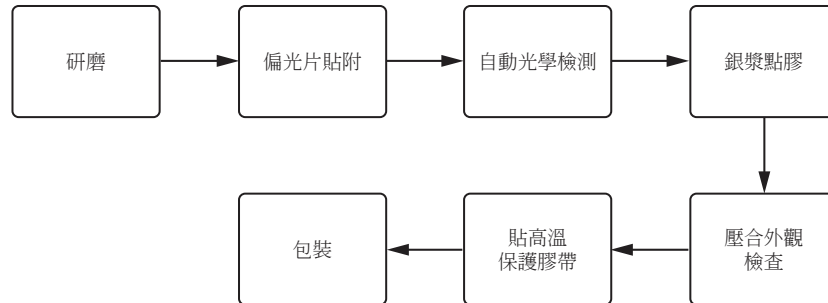 研磨
偏光片貼附
自動光學檢測
銀漿點膠
壓合外觀
檢查
貼高溫
保護膠帶
包裝